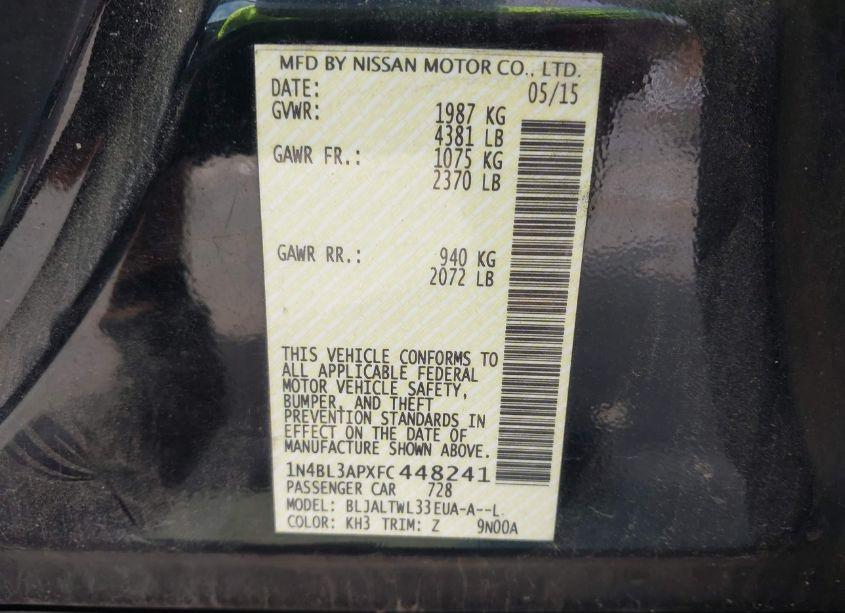 MFD BY NISSAN MOTOR CO., LTD.
DATE: 05/15
GVWR: 1987 KG
4381 LB
GAWR FR.: 1075 KG
2370 LB
GAWR RR.: 940 KG
2072 LB
THIS VEHICLE CONFORMS TO
ALL APPLICABLE FEDERAL
MOTOR VEHICLE SAFETY,
BUMPER, AND THEFT
PREVENTION STANDARDS IN
EFFECT ON THE DATE OF
MANUFACTURE SHOWN ABOVE.
1N4BL3APXFC448241
PASSENGER CAR 728
MODEL: BLJALTWL33EUA-A--L
COLOR: KH3 TRIM: Z 9N00A